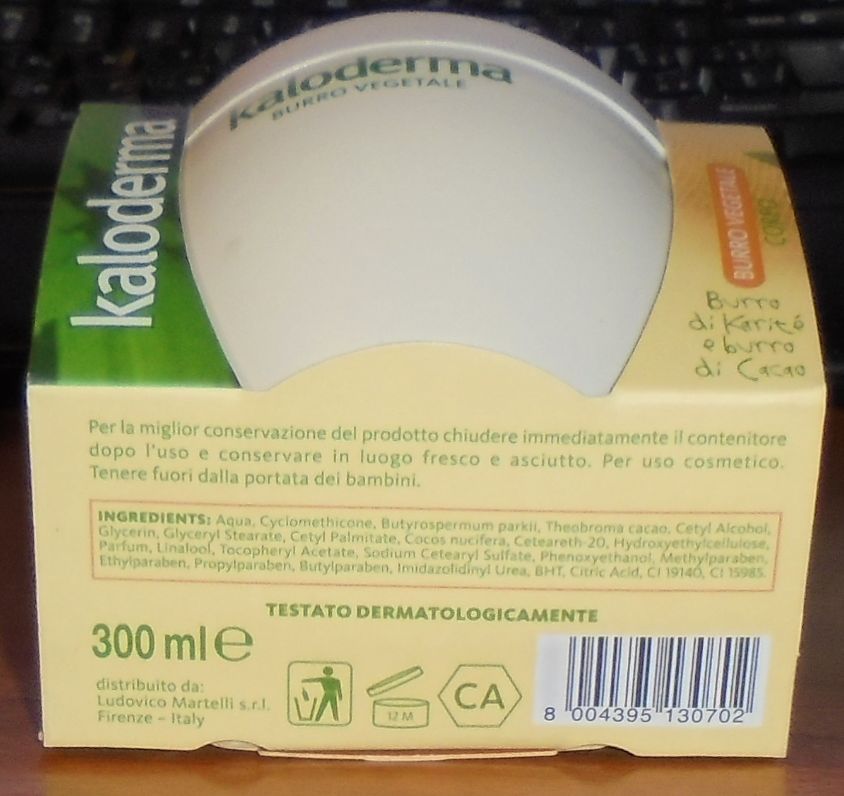 kaloderma
BURRO VEGETALE
kaloderma
BURRO VEGETALE
CORPO
Burro
di Karité
e burro
di Cacao
Per la miglior conservazione del prodotto chiudere immediatamente il contenitore
dopo l'uso e conservare in luogo fresco e asciutto. Per uso cosmetico.
Tenere fuori dalla portata dei bambini.
INGREDIENTS: Aqua, Cyclomethicone, Butyrospermum parkii, Theobroma cacao, Cetyl Alcohol,
Glycerin, Glyceryl Stearate, Cetyl Palmitate, Cocos nucifera, Ceteareth-20, Hydroxyethylcellulose,
Parfum, Linalool, Tocopheryl Acetate, Sodium Cetearyl Sulfate, Phenoxyethanol, Methylparaben,
Ethylparaben, Propylparaben, Butylparaben, Imidazolidinyl Urea, BHT, Citric Acid, CI 19140, CI 15985.
TESTATO DERMATOLOGICAMENTE
300 ml e
distribuito da:
Ludovico Martelli s.r.l.
Firenze - Italy
12 M
CA
8 004395 130702